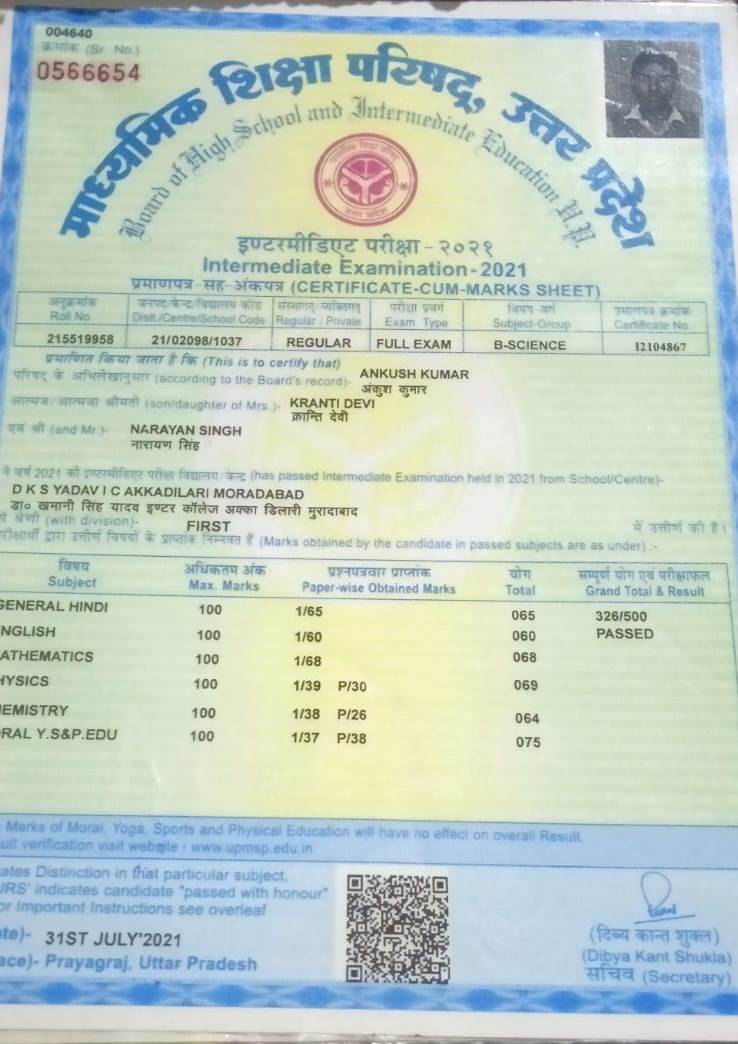 004640
क्रमांक (Sr. No.)
0566654
माध्यमिक शिक्षा परिषद्, उत्तर प्रदेश
Board of High School and Intermediate Education U.P.
इण्टरमीडिएट परीक्षा - २०२१
Intermediate Examination - 2021
प्रमाणपत्र -सह- अंकपत्र (CERTIFICATE-CUM-MARKS SHEET)
अनुक्रमांक जनपद/केन्द्र/विद्यालय कोड संस्थागत/व्यक्तिगत परीक्षा प्रवर्ग विषय-वर्ग प्रमाणपत्र क्रमांक
Roll No. Distt./Centre/School Code Regular / Private Exam Type Subject-Group Certificate No.
215519958 21/02098/1037 REGULAR FULL EXAM B-SCIENCE 12104867
प्रमाणित किया जाता है कि (This is to certify that)
परिषद के अभिलेखानुसार (according to the Board's record)- ANKUSH KUMAR
अंकुश कुमार
आत्मज/आत्मजा श्रीमती (son/daughter of Mrs.)- KRANTI DEVI
क्रान्ति देवी
एवं श्री (and Mr.)- NARAYAN SINGH
नारायण सिंह
ने वर्ष 2021 की इण्टरमीडिएट परीक्षा विद्यालय/केन्द्र (has passed Intermediate Examination held in 2021 from School/Centre)-
D K S YADAV I C AKKADILARI MORADABAD
डा० खमानी सिंह यादव इण्टर कॉलेज अक्का डिलारी मुरादाबाद
से श्रेणी (with division)- FIRST में उत्तीर्ण की है।
परीक्षार्थी द्वारा उत्तीर्ण विषयों के प्राप्तांक निम्नवत हैं (Marks obtained by the candidate in passed subjects are as under) :-
विषय अधिकतम अंक प्रश्नपत्रवार प्राप्तांक योग सम्पूर्ण योग एवं परीक्षाफल
Subject Max. Marks Paper-wise Obtained Marks Total Grand Total & Result
GENERAL HINDI 100 1/65 065 326/500
NGLISH 100 1/60 060 PASSED
ATHEMATICS 100 1/68 068
HYSICS 100 1/39 P/30 069
EMISTRY 100 1/38 P/26 064
RAL Y.S&P.EDU 100 1/37 P/38 075
Marks of Moral, Yoga, Sports and Physical Education will have no effect on overall Result.
ult verification visit website : www.upmsp.edu.in
ates Distinction in that particular subject.
URS' indicates candidate "passed with honour"
or Important Instructions see overleaf
te)- 31ST JULY'2021
ace)- Prayagraj, Uttar Pradesh
(दिव्य कान्त शुक्ल)
(Dibya Kant Shukla)
सचिव (Secretary)